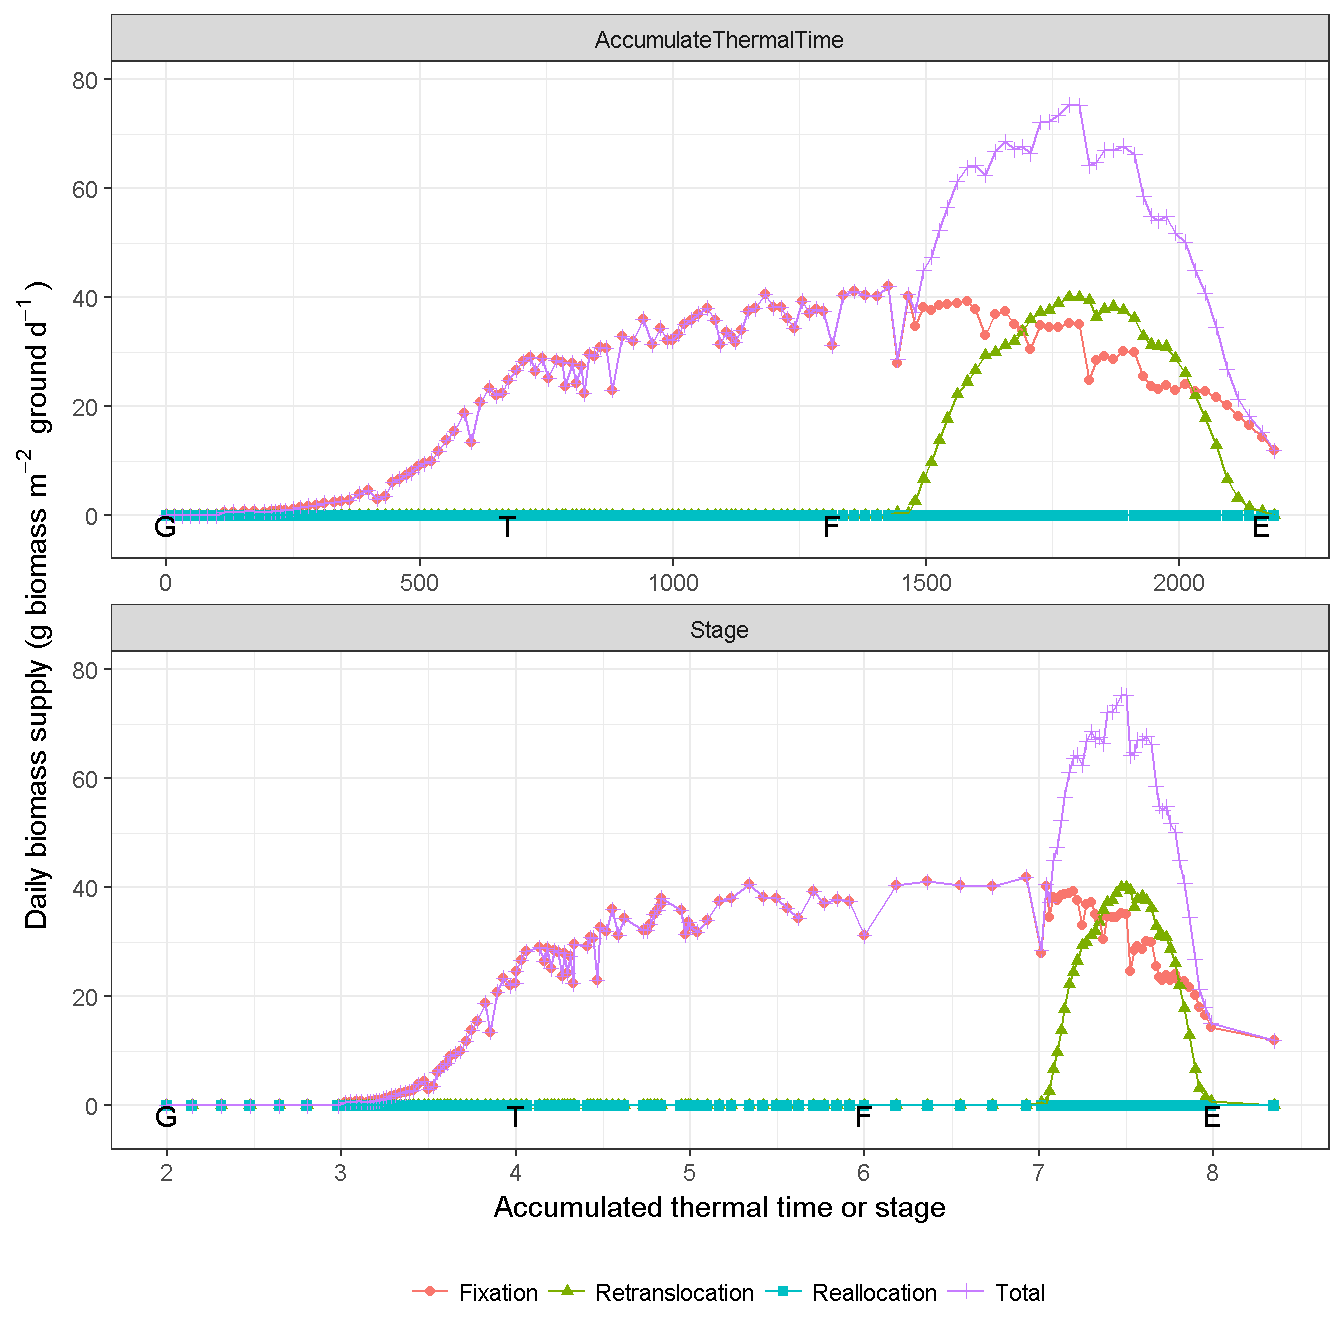 AccumulateThermalTime
80
60
40
20
0
G T F E
0 500 1000 1500 2000
Stage
80
60
40
20
0
G T F E
2 3 4 5 6 7 8
Daily biomass supply (g biomass m⁻² ground d⁻¹)
Accumulated thermal time or stage
Fixation Retranslocation Reallocation Total